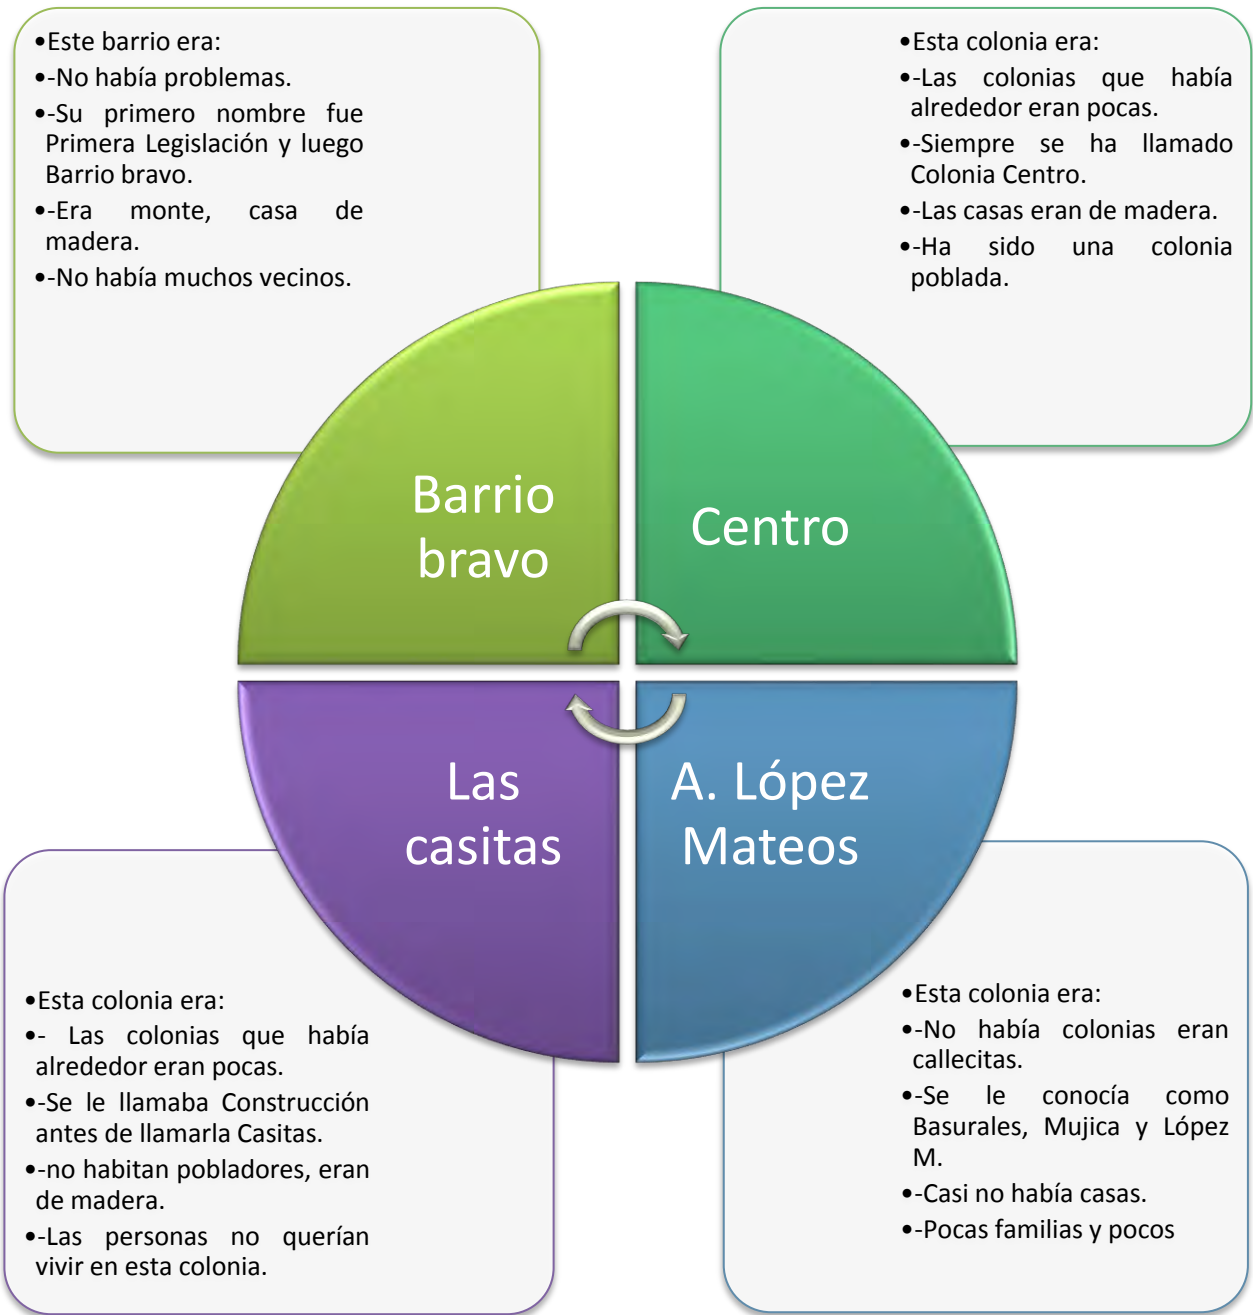 •Este barrio era:
•-No había problemas.
•-Su primero nombre fue
Primera Legislación y luego
Barrio bravo.
•-Era monte, casa de
madera.
•-No había muchos vecinos.
•Esta colonia era:
•-Las colonias que había
alrededor eran pocas.
•-Siempre se ha llamado
Colonia Centro.
•-Las casas eran de madera.
•-Ha sido una colonia
poblada.
Barrio
bravo
Centro
Las
casitas
A. López
Mateos
•Esta colonia era:
•- Las colonias que había
alrededor eran pocas.
•-Se le llamaba Construcción
antes de llamarla Casitas.
•-no habitan pobladores, eran
de madera.
•-Las personas no querían
vivir en esta colonia.
•Esta colonia era:
•-No había colonias eran
callecitas.
•-Se le conocía como
Basurales, Mujica y López
M.
•-Casi no había casas.
•-Pocas familias y pocos